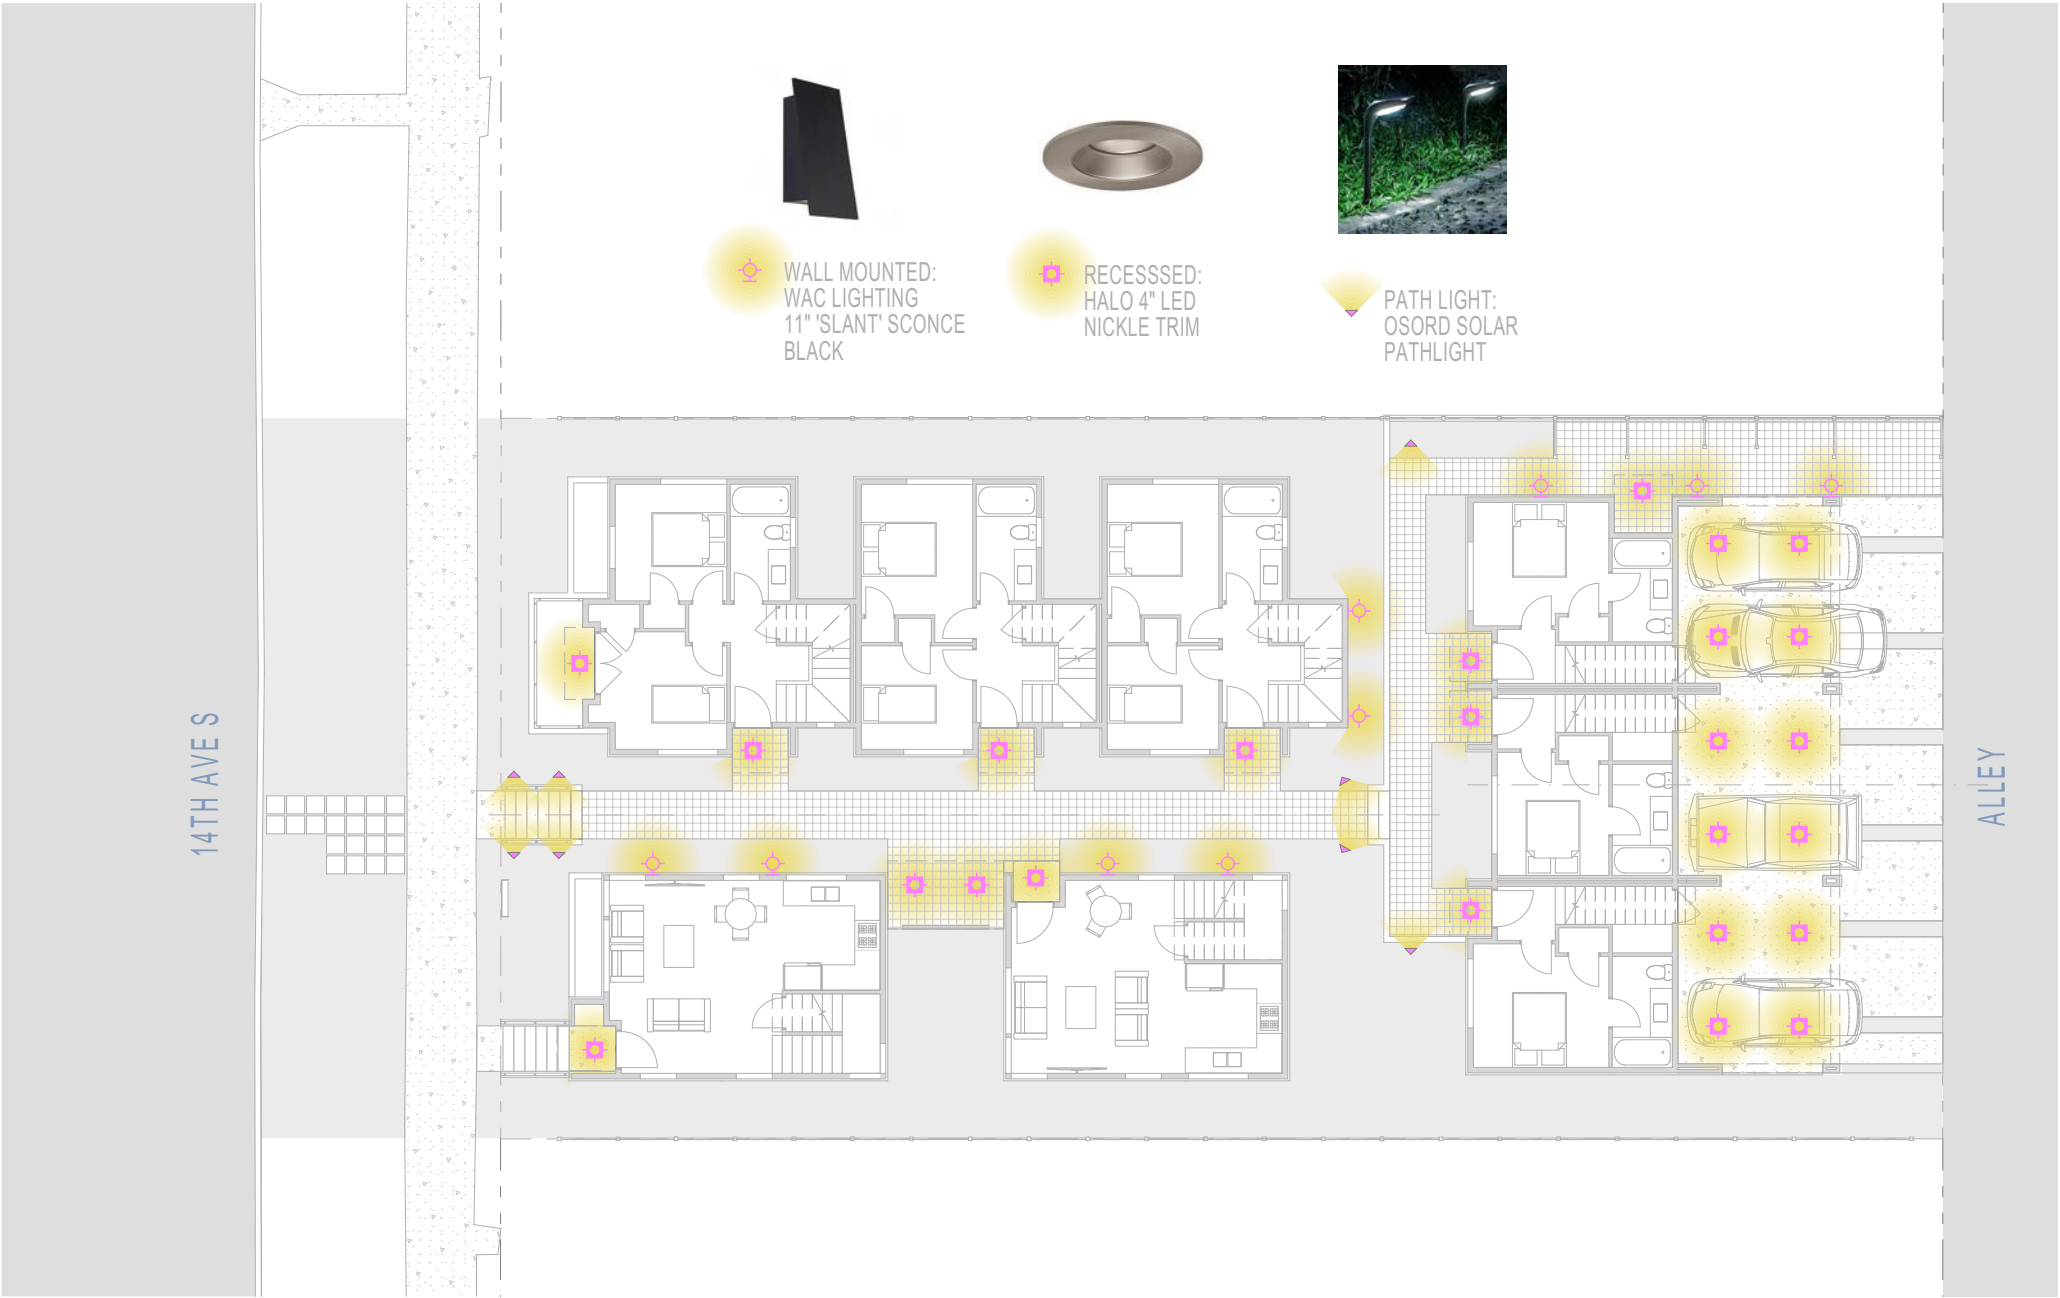 WALL MOUNTED:
WAC LIGHTING
11" 'SLANT' SCONCE
BLACK
RECESSSED:
HALO 4" LED
NICKLE TRIM
PATH LIGHT:
OSORD SOLAR
PATHLIGHT
14TH AVE S
ALLEY